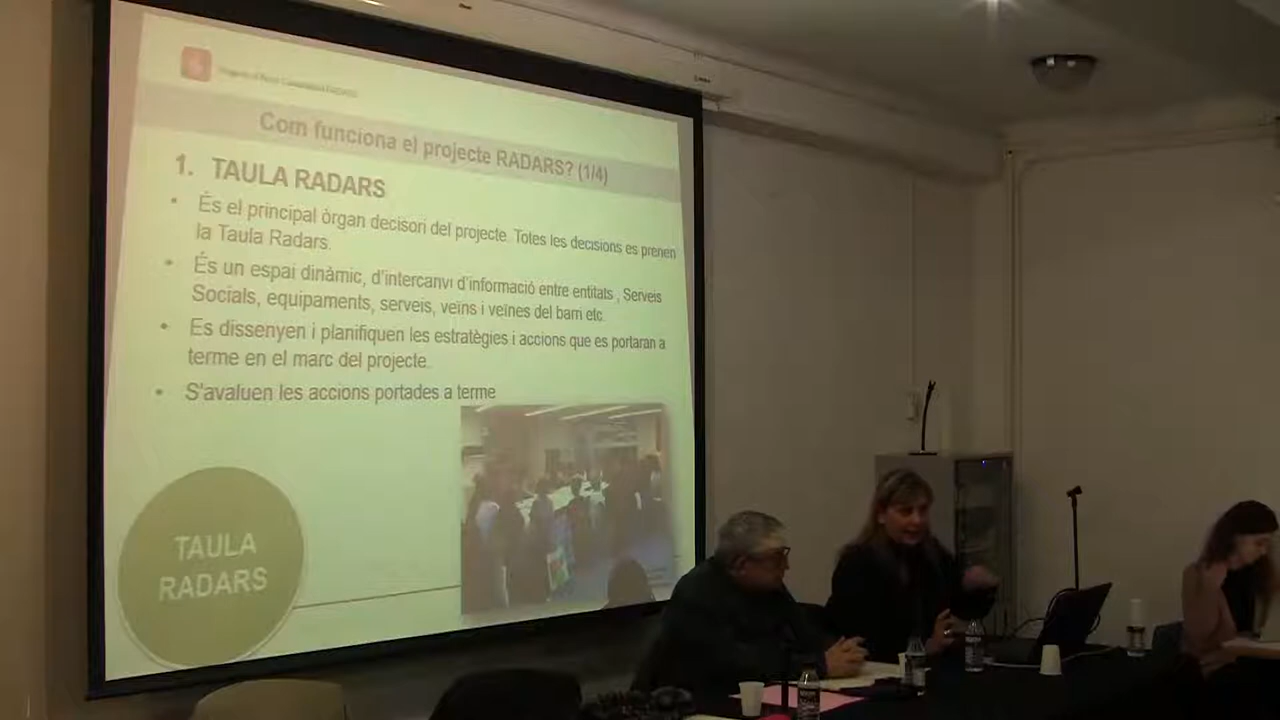 Com funciona el projecte RADARS? (1/4)
1. TAULA RADARS
• És el principal òrgan decisori del projecte. Totes les decisions es prenen
la Taula Radars.
• És un espai dinàmic, d'intercanvi d'informació entre entitats , Serveis
Socials, equipaments, serveis, veïns i veïnes del barri etc.
• Es dissenyen i planifiquen les estratègies i accions que es portaran a
terme en el marc del projecte.
• S'avaluen les accions portades a terme
TAULA
RADARS